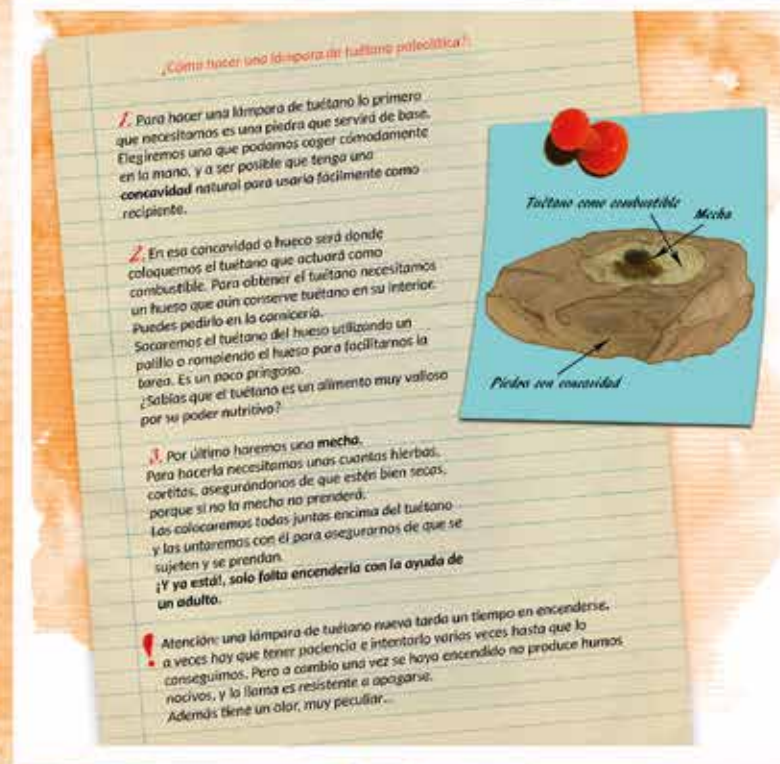 ¿Cómo hacer una lámpara de tuétano paleolítica?:
1. Para hacer una lámpara de tuétano lo primero
que necesitamos es una piedra que servirá de base.
Elegiremos una que podamos coger cómodamente
en la mano, y a ser posible que tenga una
concavidad natural para usarla fácilmente como
recipiente.
2. En esa concavidad o hueco será donde
coloquemos el tuétano que actuará como
combustible. Para obtener el tuétano necesitamos
un hueso que aún conserve tuétano en su interior.
Puedes pedirlo en la carnicería.
Sacaremos el tuétano del hueso utilizando un
palillo o rompiendo el hueso para facilitarnos la
tarea. Es un poco pringoso.
¿Sabías que el tuétano es un alimento muy valioso
por su poder nutritivo?
3. Por último haremos una mecha.
Para hacerla necesitamos unas cuantas hierbas,
cortitas, asegurándonos de que estén bien secas,
porque si no la mecha no prenderá.
Las colocaremos todas juntas encima del tuétano
y las untaremos con él para asegurarnos de que se
sujeten y se prendan.
¡Y ya está!, solo falta encenderla con la ayuda de
un adulto.
! Atención: una lámpara de tuétano nueva tarda un tiempo en encenderse,
a veces hay que tener paciencia e intentarlo varias veces hasta que lo
conseguimos. Pero a cambio una vez se haya encendido no produce humos
nocivos, y la llama es resistente a apagarse.
Además tiene un olor, muy peculiar...
Tuétano como combustible
Mecha
Piedra con concavidad